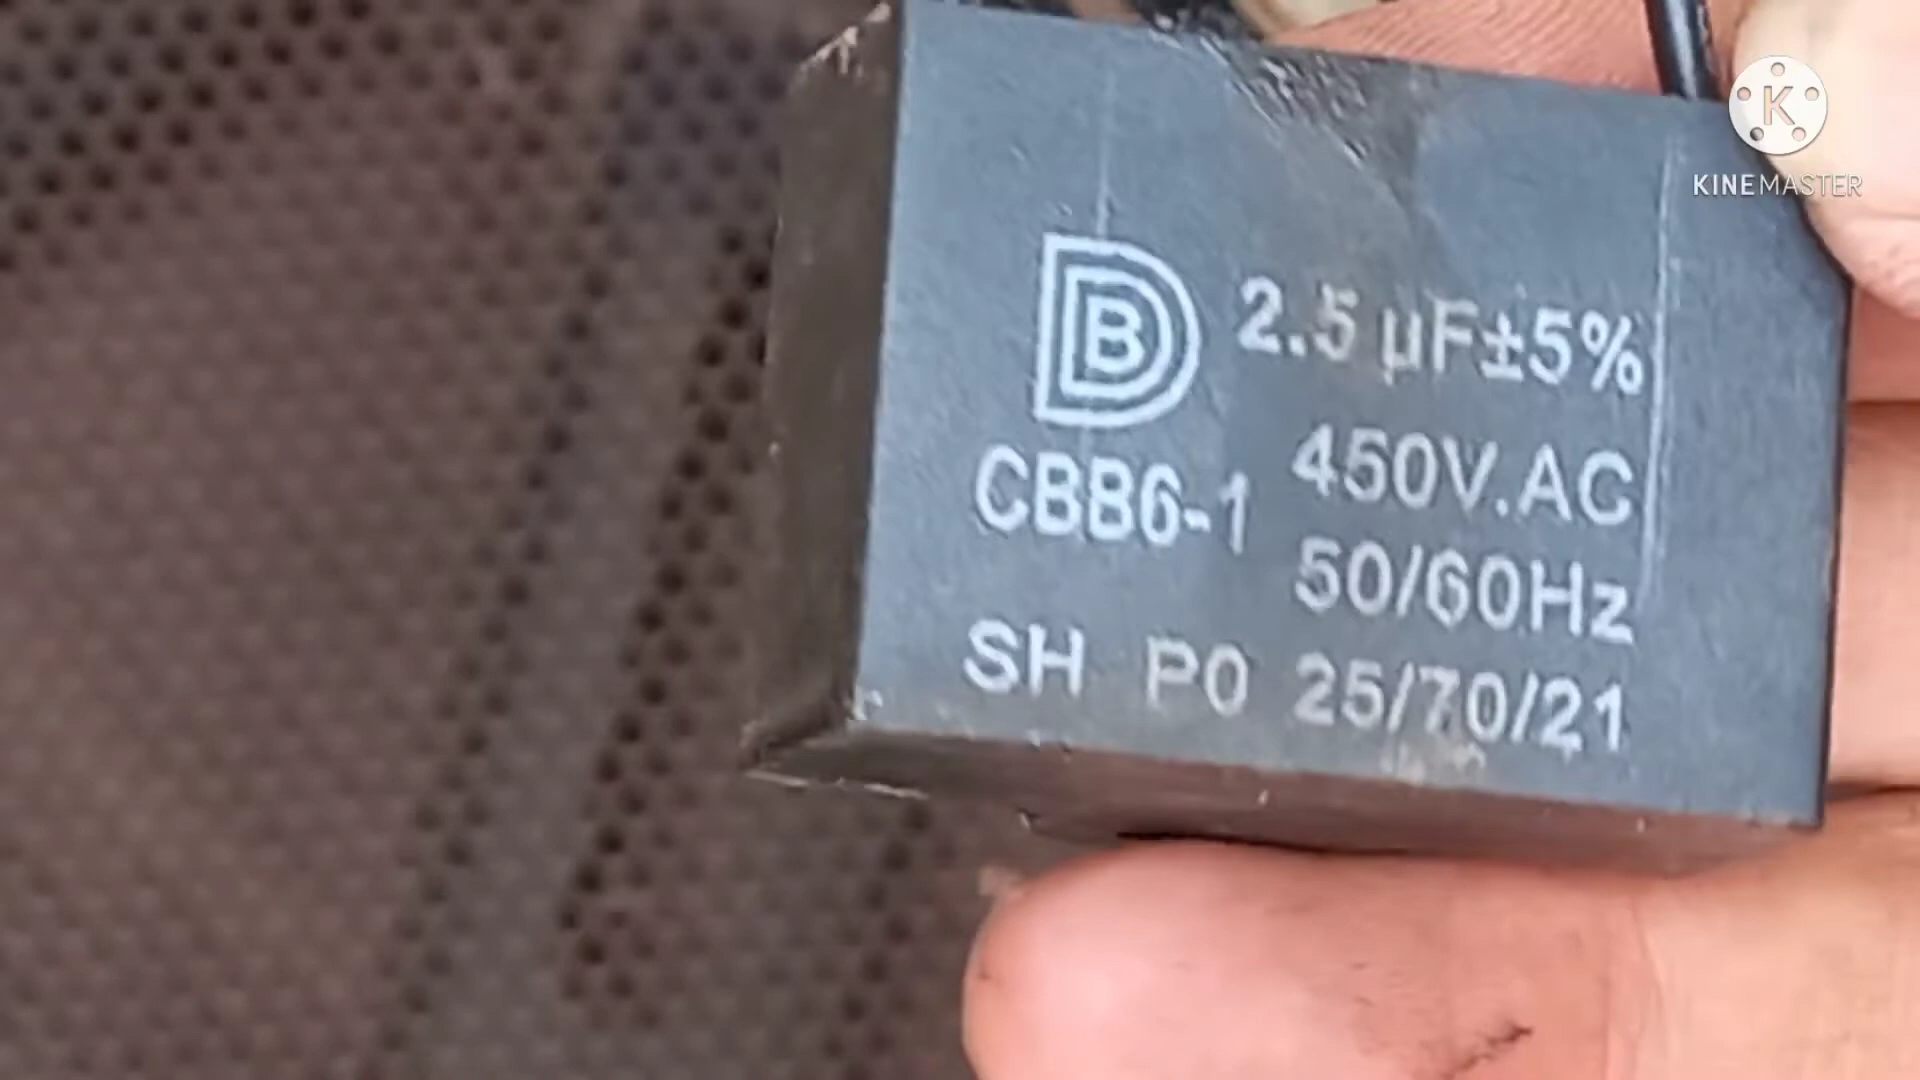 B 2.5 µF±5%
CBB6-1 450V.AC
50/60Hz
SH P0 25/70/21
K
KINEMASTER